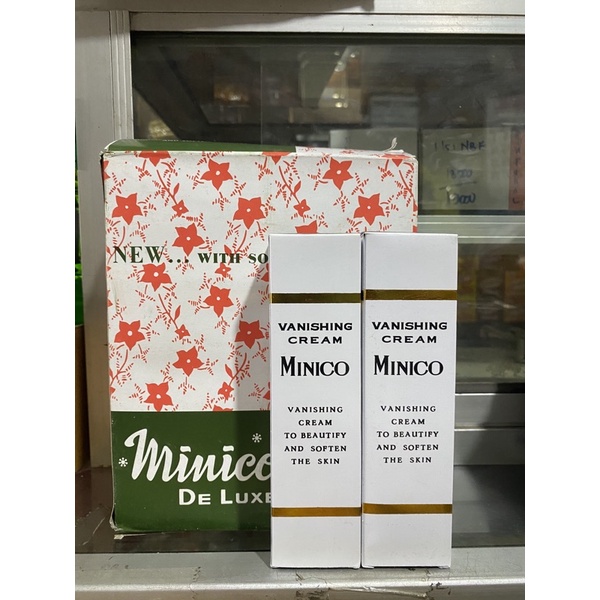 NEW... WITH SO
Minico
DE LUXE
VANISHING
CREAM
MINICO
VANISHING
CREAM
TO BEAUTIFY
AND SOFTEN
THE SKIN
VANISHING
CREAM
MINICO
VANISHING
CREAM
TO BEAUTIFY
AND SOFTEN
THE SKIN